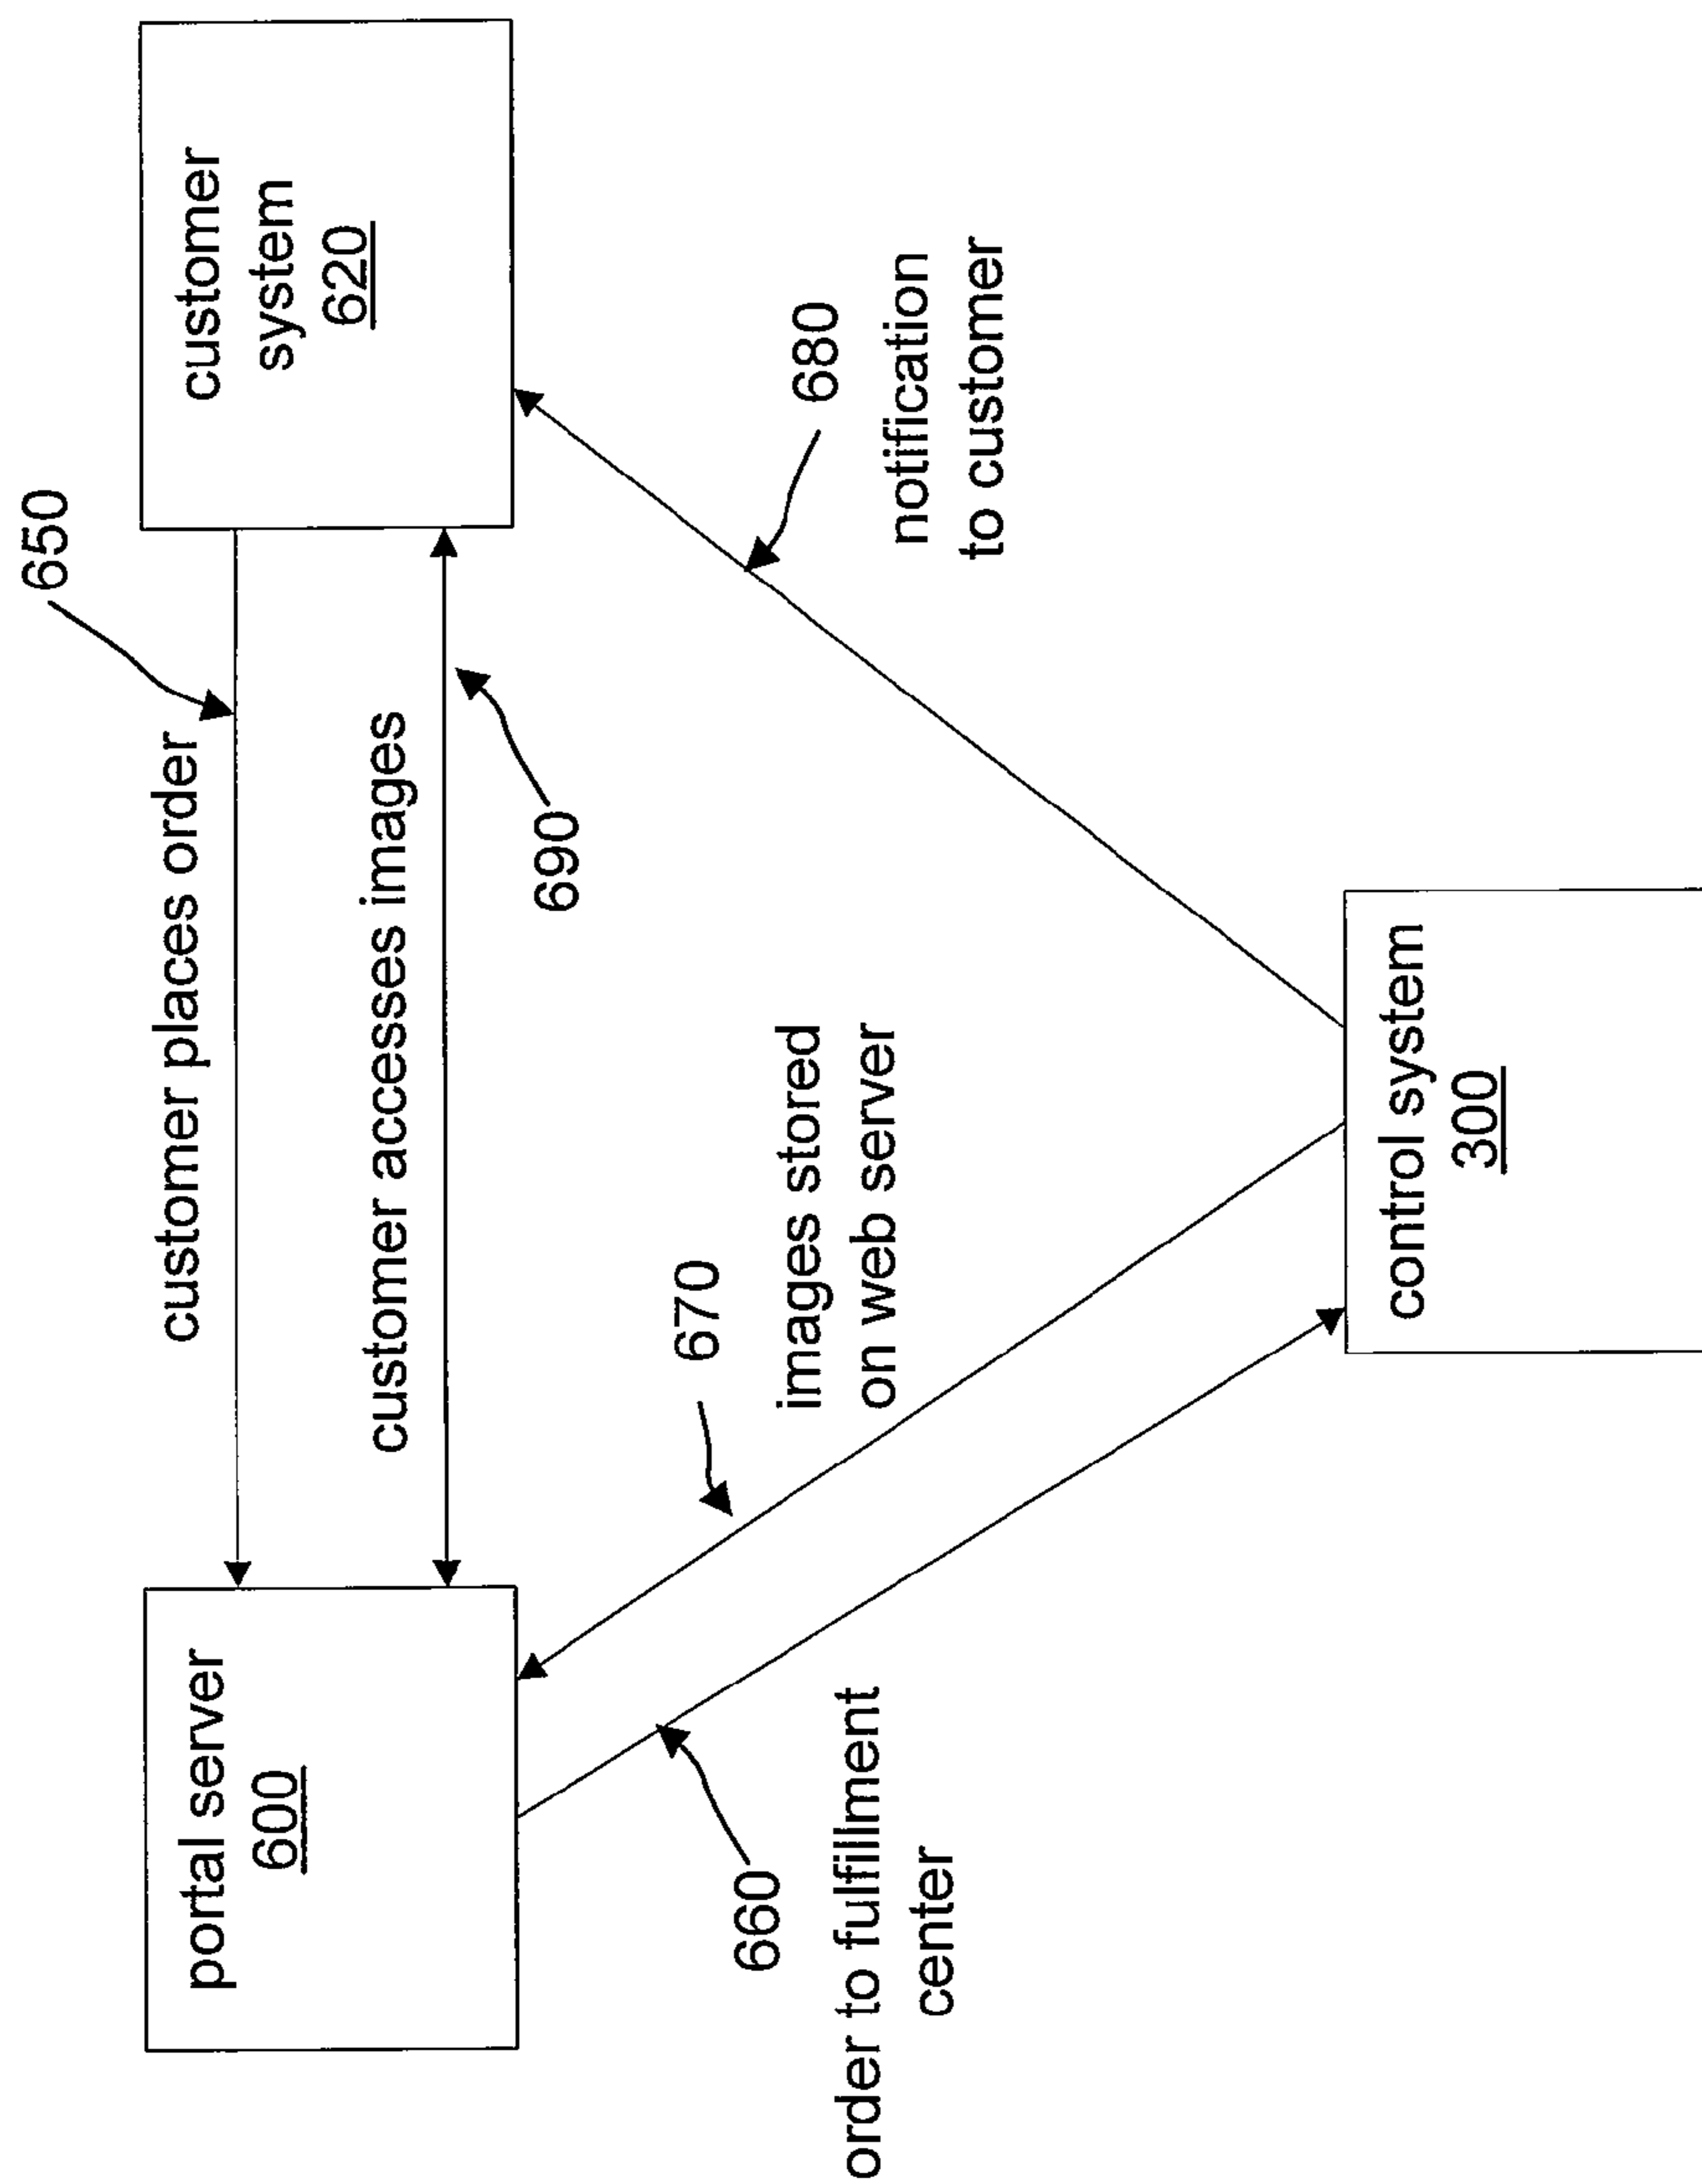 650
customer places order
portal server
600
customer
system
620
customer accesses images
690
670
images stored
on web server
660
order to fulfillment
center
680
notification
to customer
control system
300